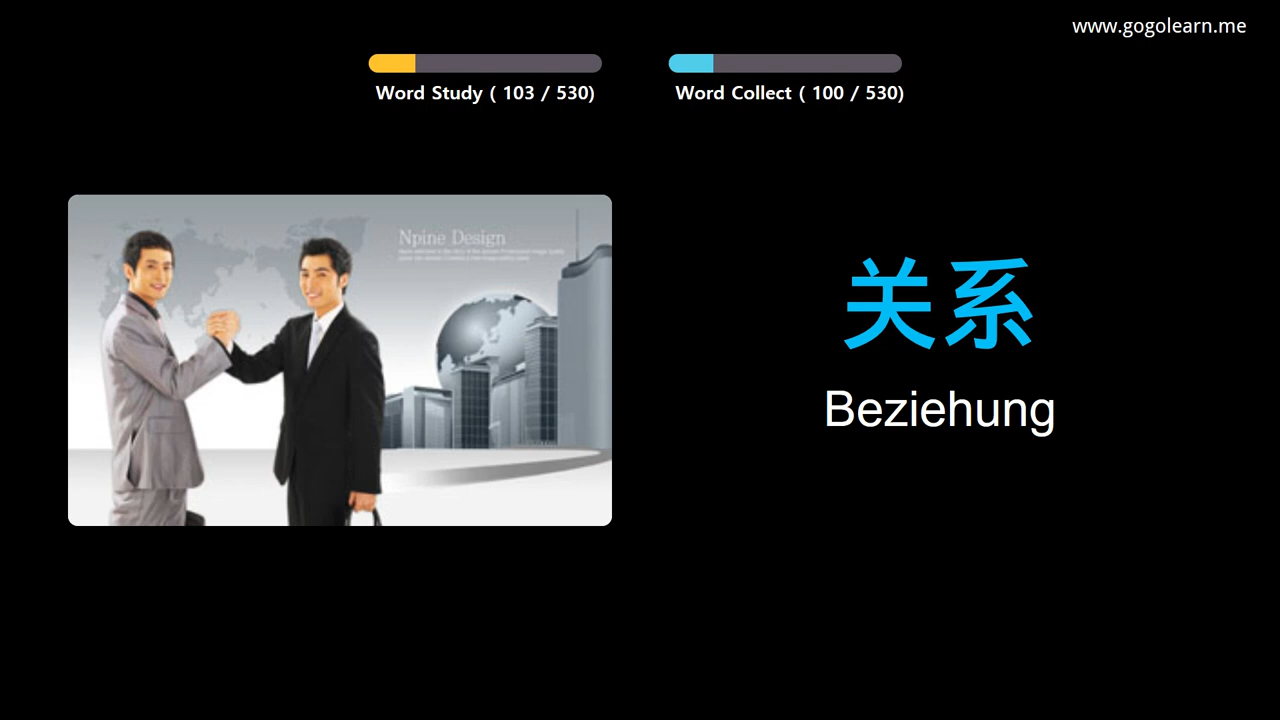 www.gogolearn.me
Word Study ( 103 / 530)
Word Collect ( 100 / 530)
Npine Design
关系
Beziehung